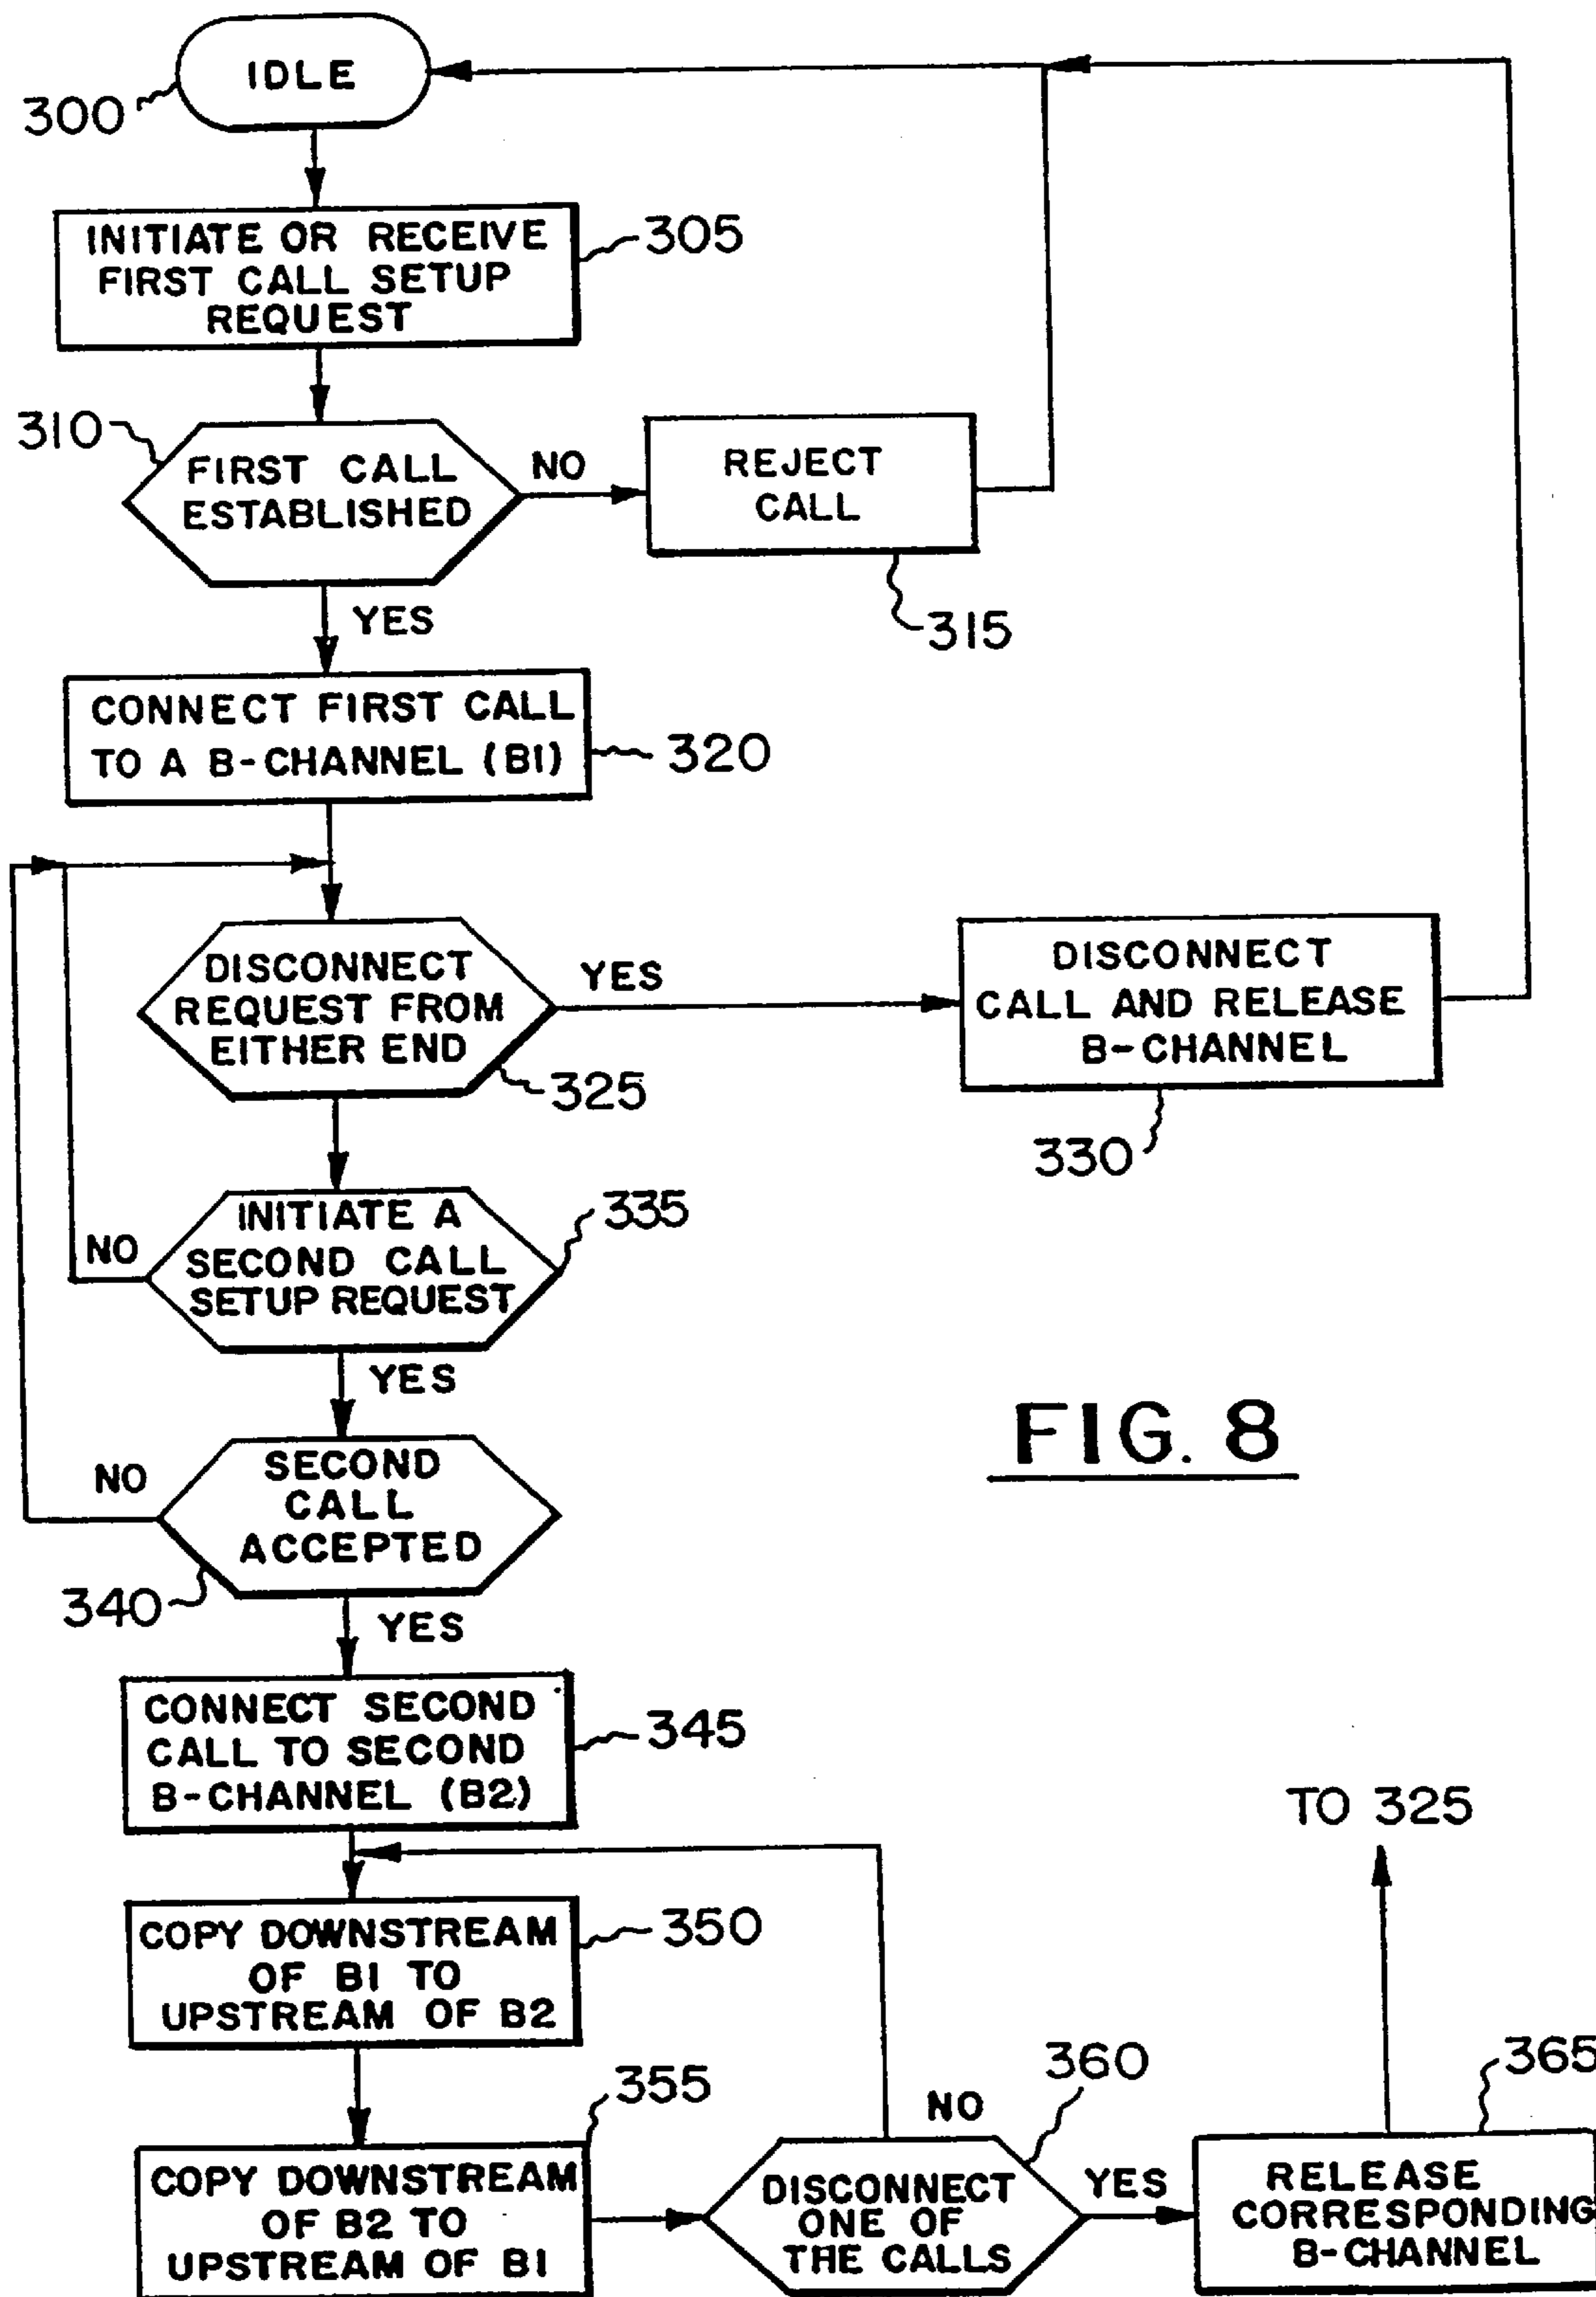 IDLE
300
INITIATE OR RECEIVE
FIRST CALL SETUP
REQUEST
305
310
FIRST CALL
ESTABLISHED
NO
REJECT
CALL
315
YES
CONNECT FIRST CALL
TO A B-CHANNEL (B1)
320
DISCONNECT
REQUEST FROM
EITHER END
325
YES
DISCONNECT
CALL AND RELEASE
B-CHANNEL
330
INITIATE A
SECOND CALL
SETUP REQUEST
335
NO
YES
SECOND
CALL
ACCEPTED
NO
340
YES
FIG. 8
CONNECT SECOND
CALL TO SECOND
B-CHANNEL (B2)
345
TO 325
COPY DOWNSTREAM
OF B1 TO
UPSTREAM OF B2
350
355
COPY DOWNSTREAM
OF B2 TO
UPSTREAM OF B1
NO
360
DISCONNECT
ONE OF
THE CALLS
YES
365
RELEASE
CORRESPONDING
B-CHANNEL